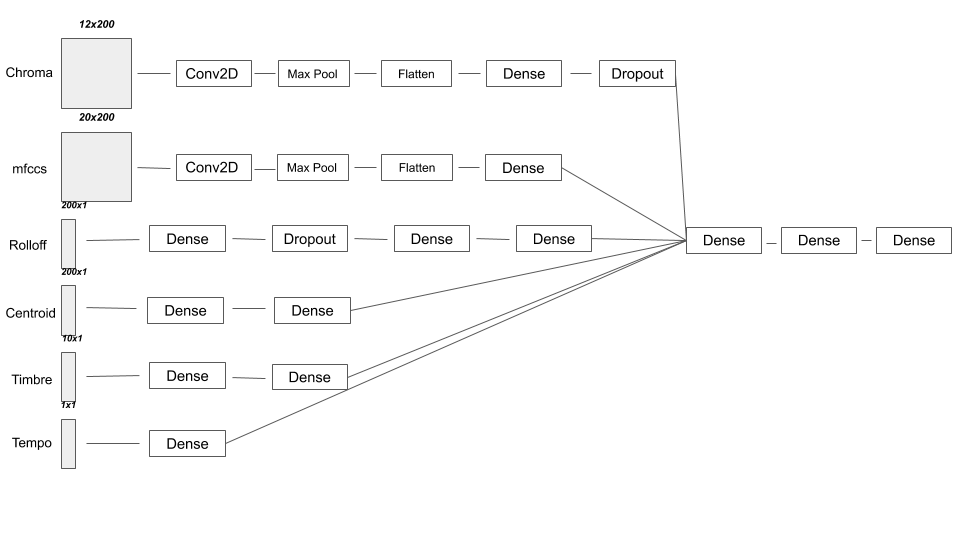 12x200
Chroma Conv2D Max Pool Flatten Dense Dropout
20x200
mfccs Conv2D Max Pool Flatten Dense
200x1
Rolloff Dense Dropout Dense Dense Dense Dense Dense
200x1
Centroid Dense Dense
10x1
Timbre Dense Dense
1x1
Tempo Dense